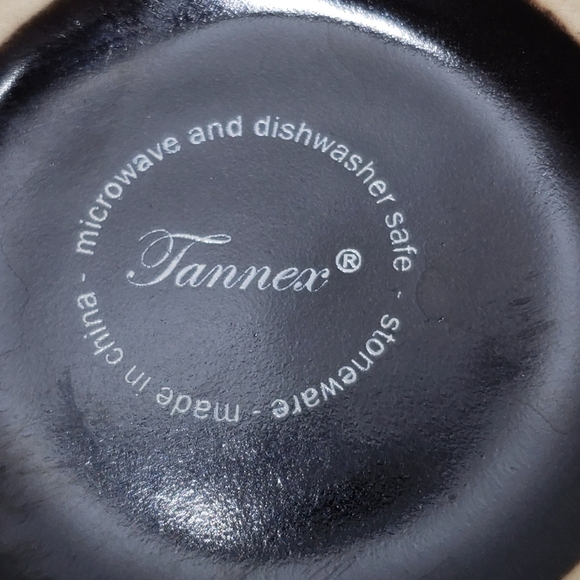 microwave and dishwasher safe - stoneware - made in china -
Tannex®